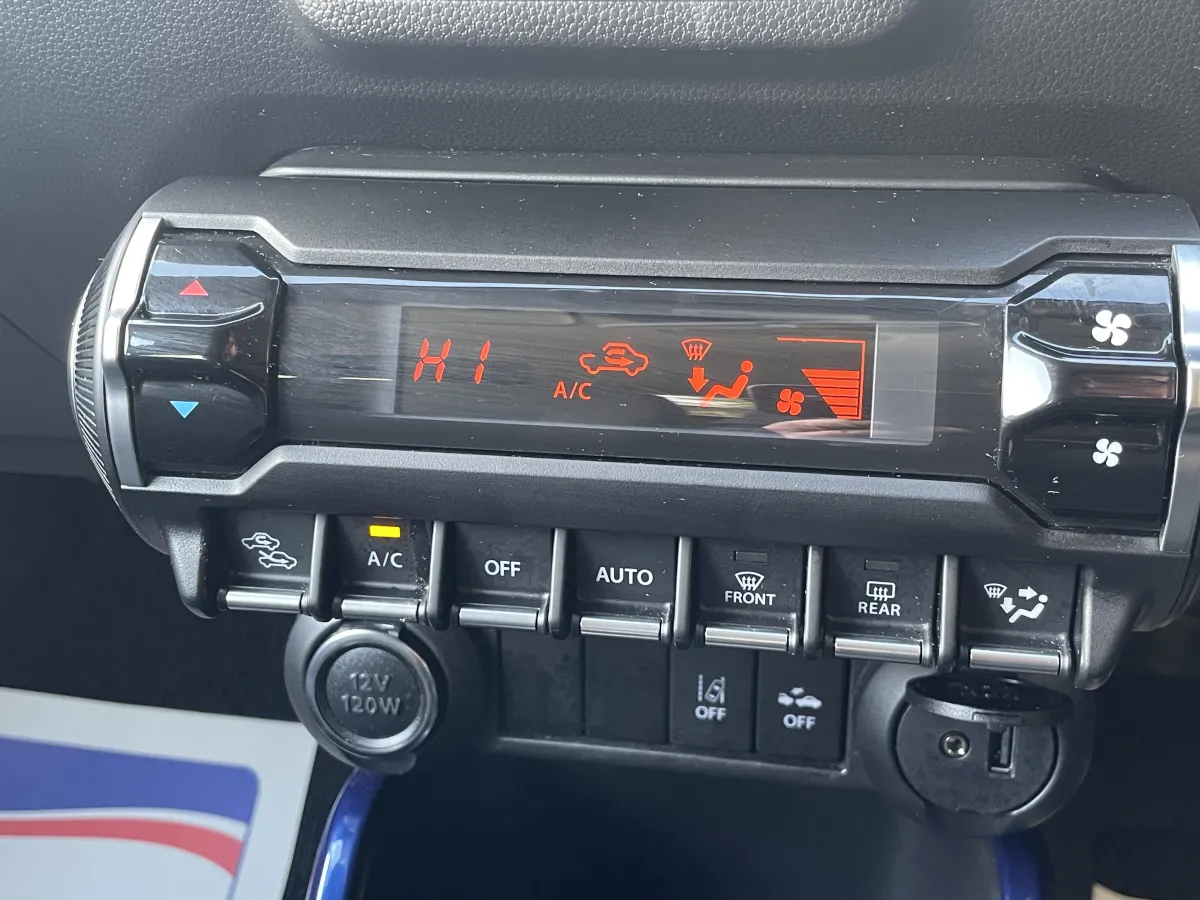 HI
A/C
A/C
OFF
AUTO
FRONT
REAR
12V
120W
OFF
OFF